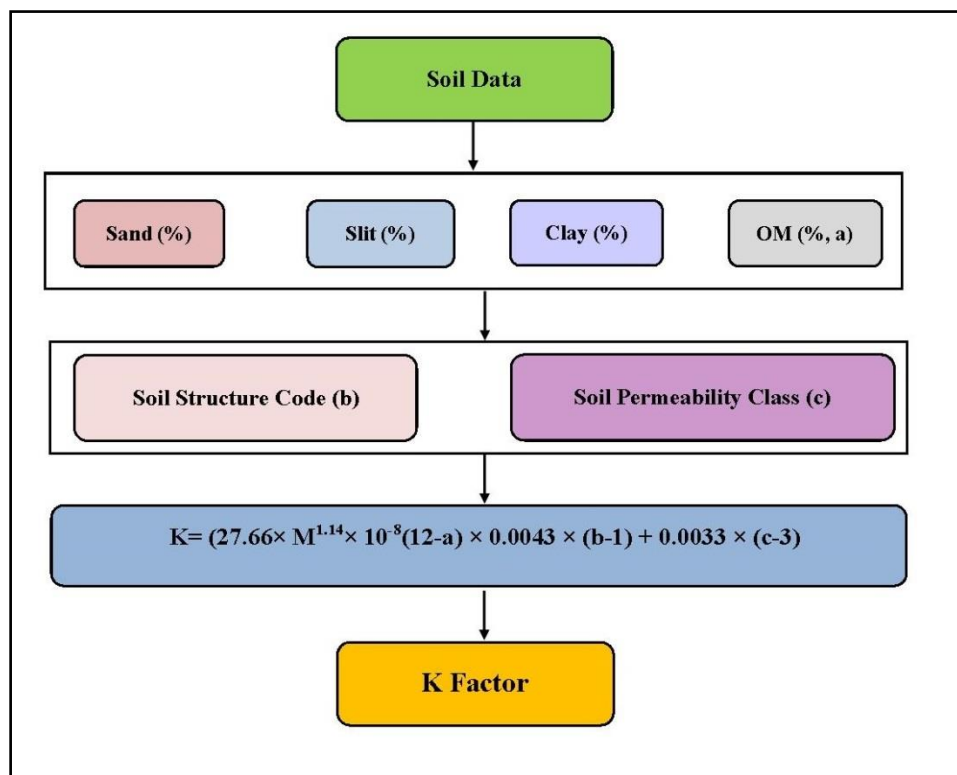 Soil Data
Sand (%)
Slit (%)
Clay (%)
OM (%, a)
Soil Structure Code (b)
Soil Permeability Class (c)
K= (27.66× M^1.14× 10^-8(12-a) × 0.0043 × (b-1) + 0.0033 × (c-3)
K Factor